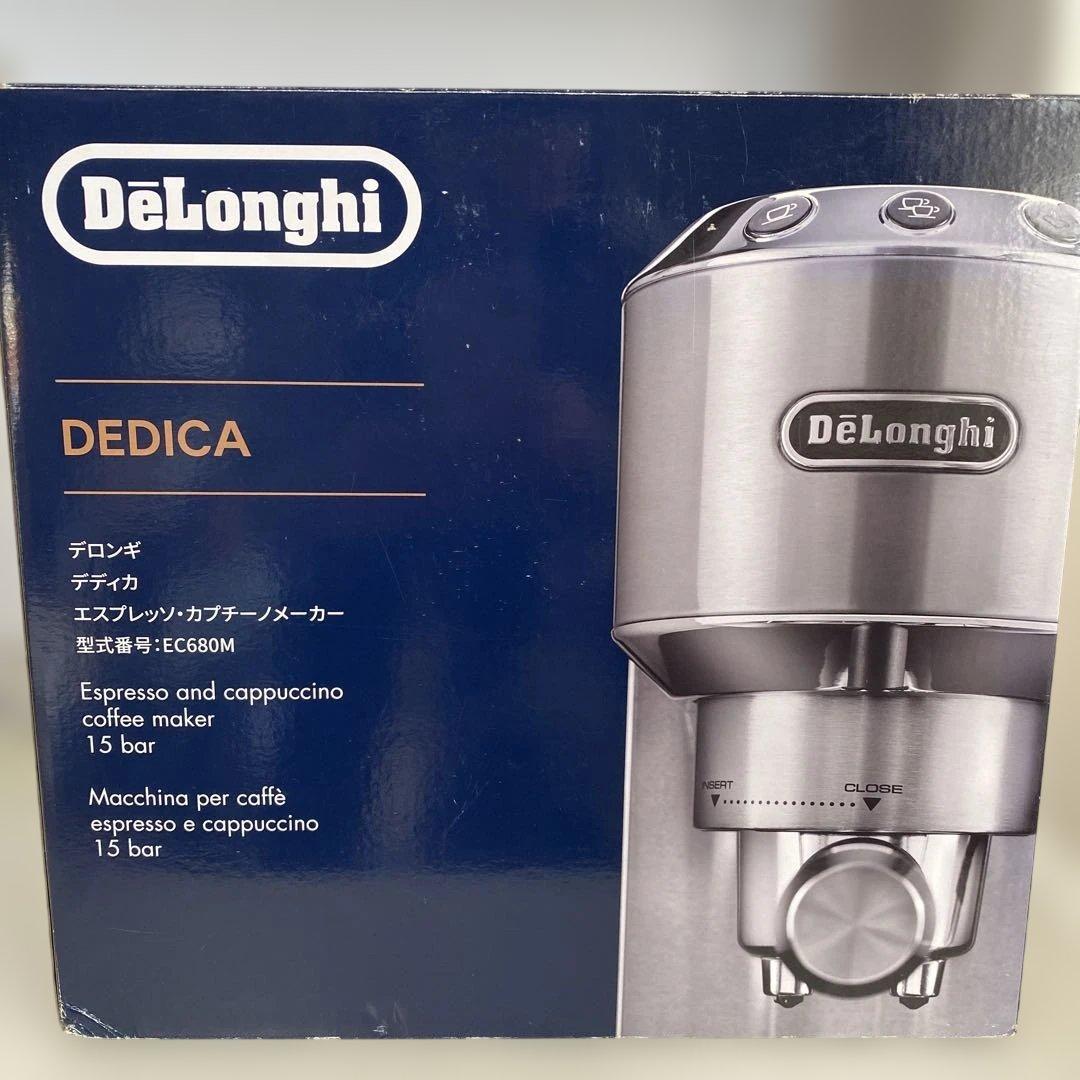 DēLonghi
DEDICA
デロンギ
デディカ
エスプレッソ・カプチーノメーカー
型式番号:EC680M
Espresso and cappuccino
coffee maker
15 bar
Macchina per caffè
espresso e cappuccino
15 bar
DēLonghi
INSERT
CLOSE